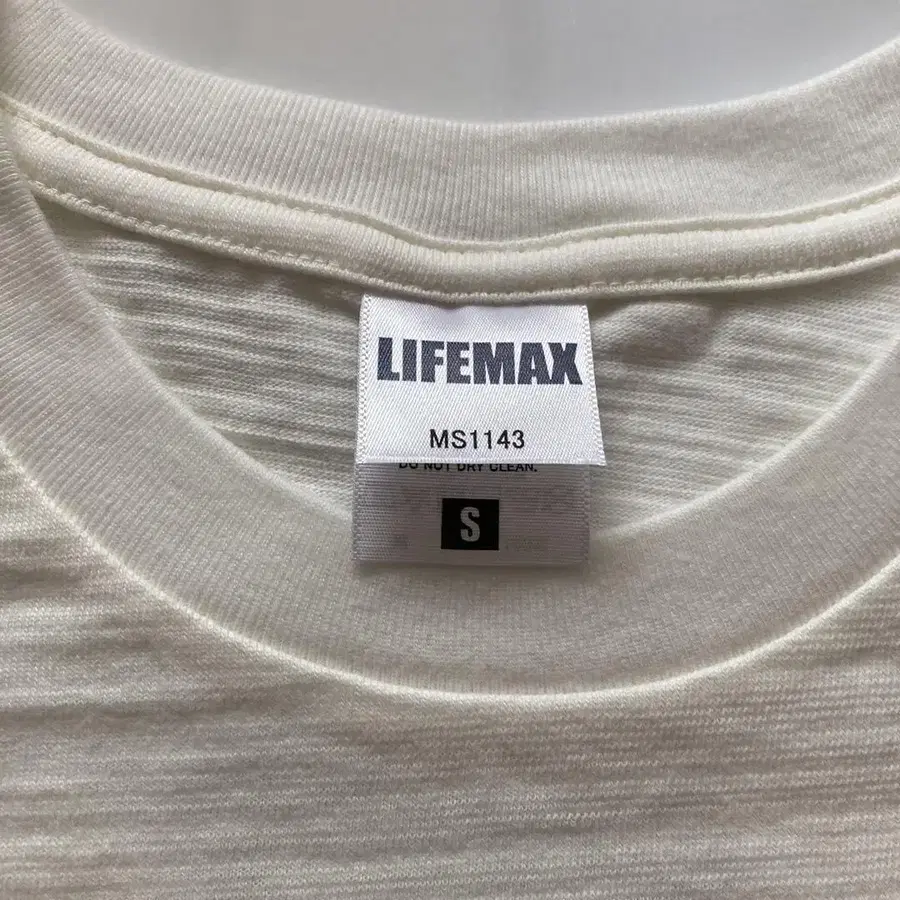 LIFEMAX
MS1143
DO NOT DRY CLEAN.
S